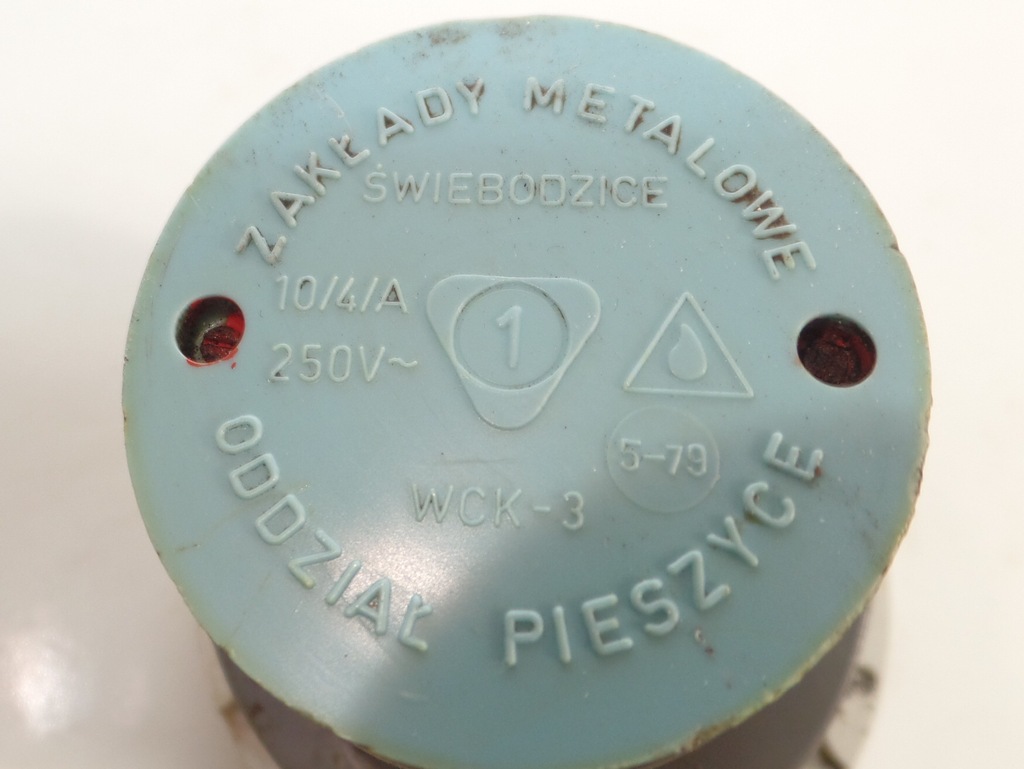 ZAKŁADY METALOWE
ŚWIEBODZICE
10/4/A
250V~
1
5-79
WCK-3
ODDZIAŁ PIESZYCE